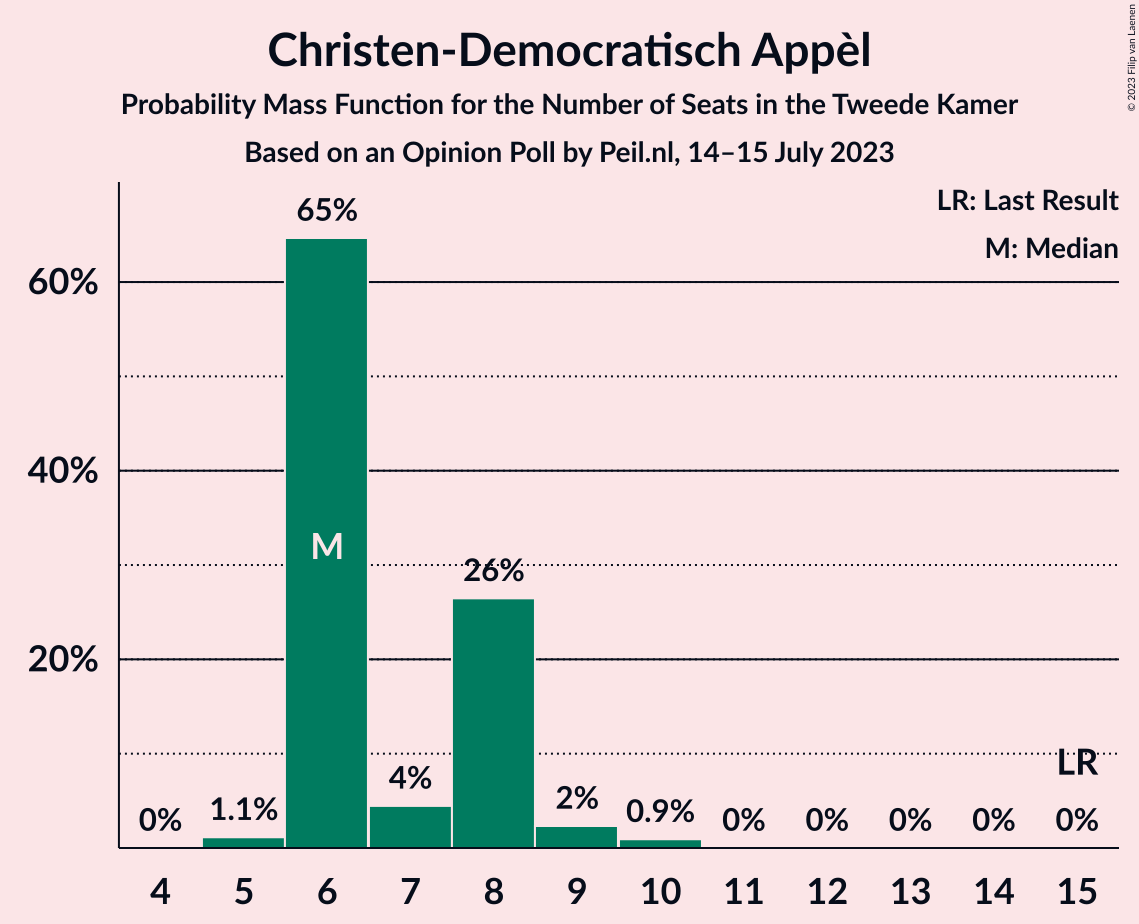 Christen-Democratisch Appèl
Probability Mass Function for the Number of Seats in the Tweede Kamer
Based on an Opinion Poll by Peil.nl, 14–15 July 2023
© 2023 Filip van Laenen
LR: Last Result
M: Median
65%
60%
M
40%
26%
20%
LR
0% 1.1% 4% 2% 0.9% 0% 0% 0% 0% 0%
4 5 6 7 8 9 10 11 12 13 14 15